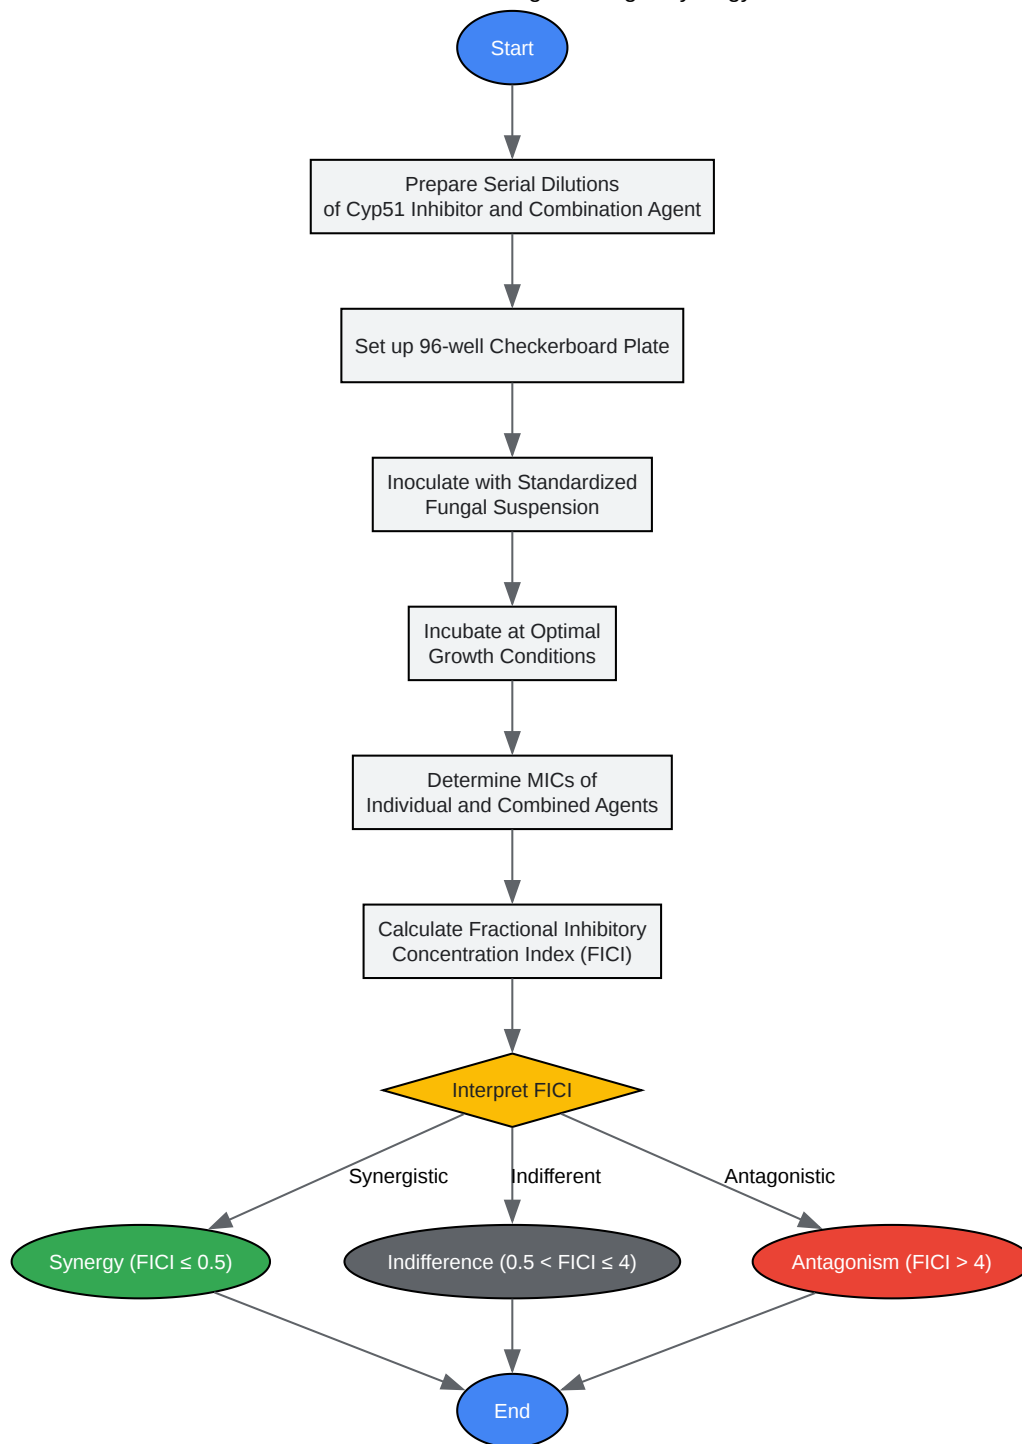 Start
Prepare Serial Dilutions
of Cyp51 Inhibitor and Combination Agent
Set up 96-well Checkerboard Plate
Inoculate with Standardized
Fungal Suspension
Incubate at Optimal
Growth Conditions
Determine MICs of
Individual and Combined Agents
Calculate Fractional Inhibitory
Concentration Index (FICI)
Interpret FICI
Synergistic
Indifferent
Antagonistic
Synergy (FICI ≤ 0.5)
Indifference (0.5 < FICI ≤ 4)
Antagonism (FICI > 4)
End